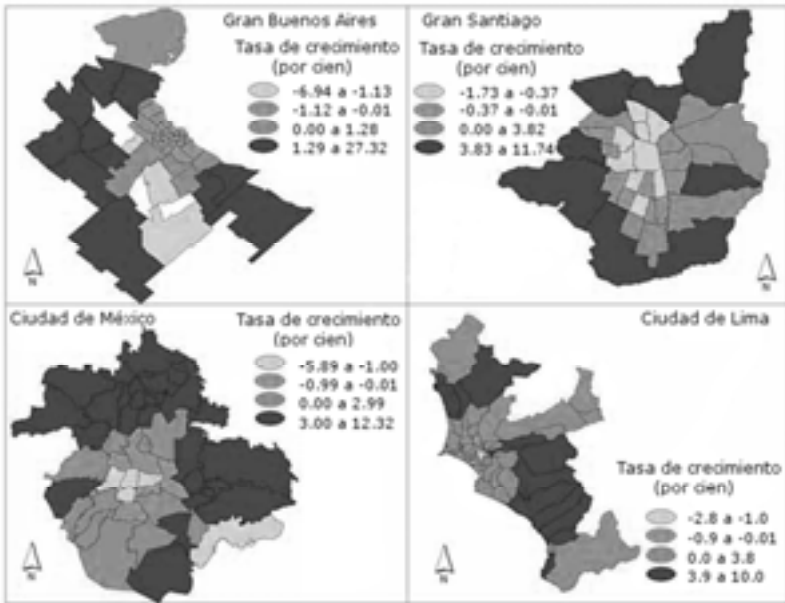 Gran Buenos Aires
Tasa de crecimiento
(por cien)
-6.94 a -1.13
-1.12 a -0.01
0.00 a 1.28
1.29 a 27.32
N
Gran Santiago
Tasa de crecimiento
(por cien)
-1.73 a -0.37
-0.37 a -0.01
0.00 a 3.82
3.83 a 11.74
N
Ciudad de México
Tasa de crecimiento
(por cien)
-5.89 a -1.00
-0.99 a -0.01
0.00 a 2.99
3.00 a 12.32
N
Ciudad de Lima
Tasa de crecimiento
(por cien)
-2.8 a -1.0
-0.9 a -0.01
0.0 a 3.8
3.9 a 10.0
N